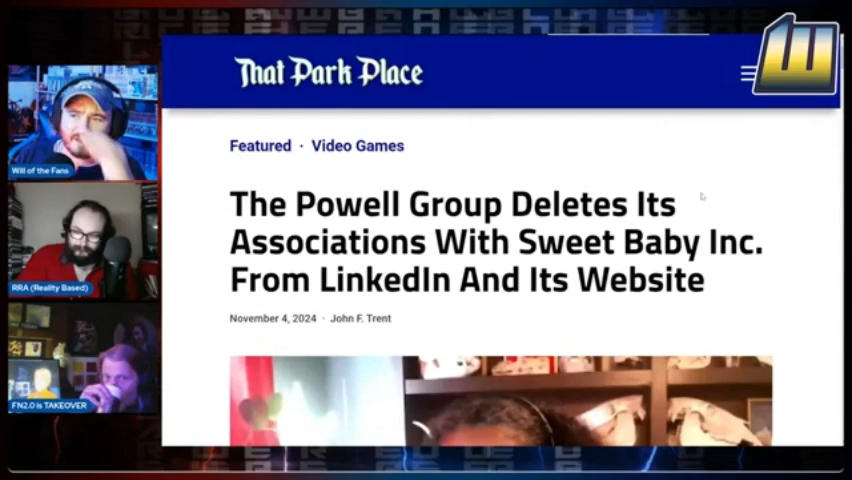 That Park Place
Featured · Video Games
The Powell Group Deletes Its
Associations With Sweet Baby Inc.
From LinkedIn And Its Website
November 4, 2024 · John F. Trent
Will of the Fans
RRA (Reality Based)
FN2.0 is TAKEOVER